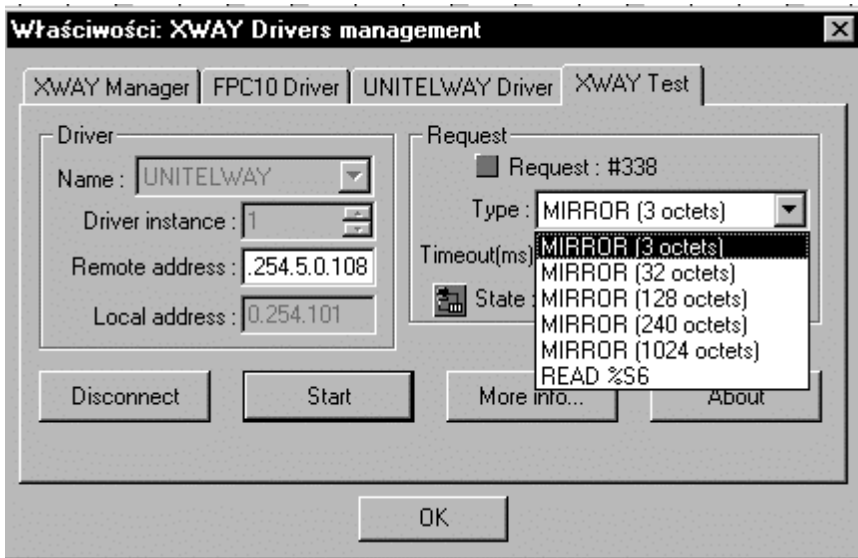 Właściwości: XWAY Drivers management
XWAY Manager FPC10 Driver UNITELWAY Driver XWAY Test
Driver
Name : UNITELWAY
Driver instance : 1
Remote address : .254.5.0.108
Local address : 0.254.101
Request
Request : #338
Type : MIRROR (3 octets)
Timeout(ms)
State :
MIRROR (3 octets)
MIRROR (32 octets)
MIRROR (128 octets)
MIRROR (240 octets)
MIRROR (1024 octets)
READ %S6
Disconnect Start More info... About
OK